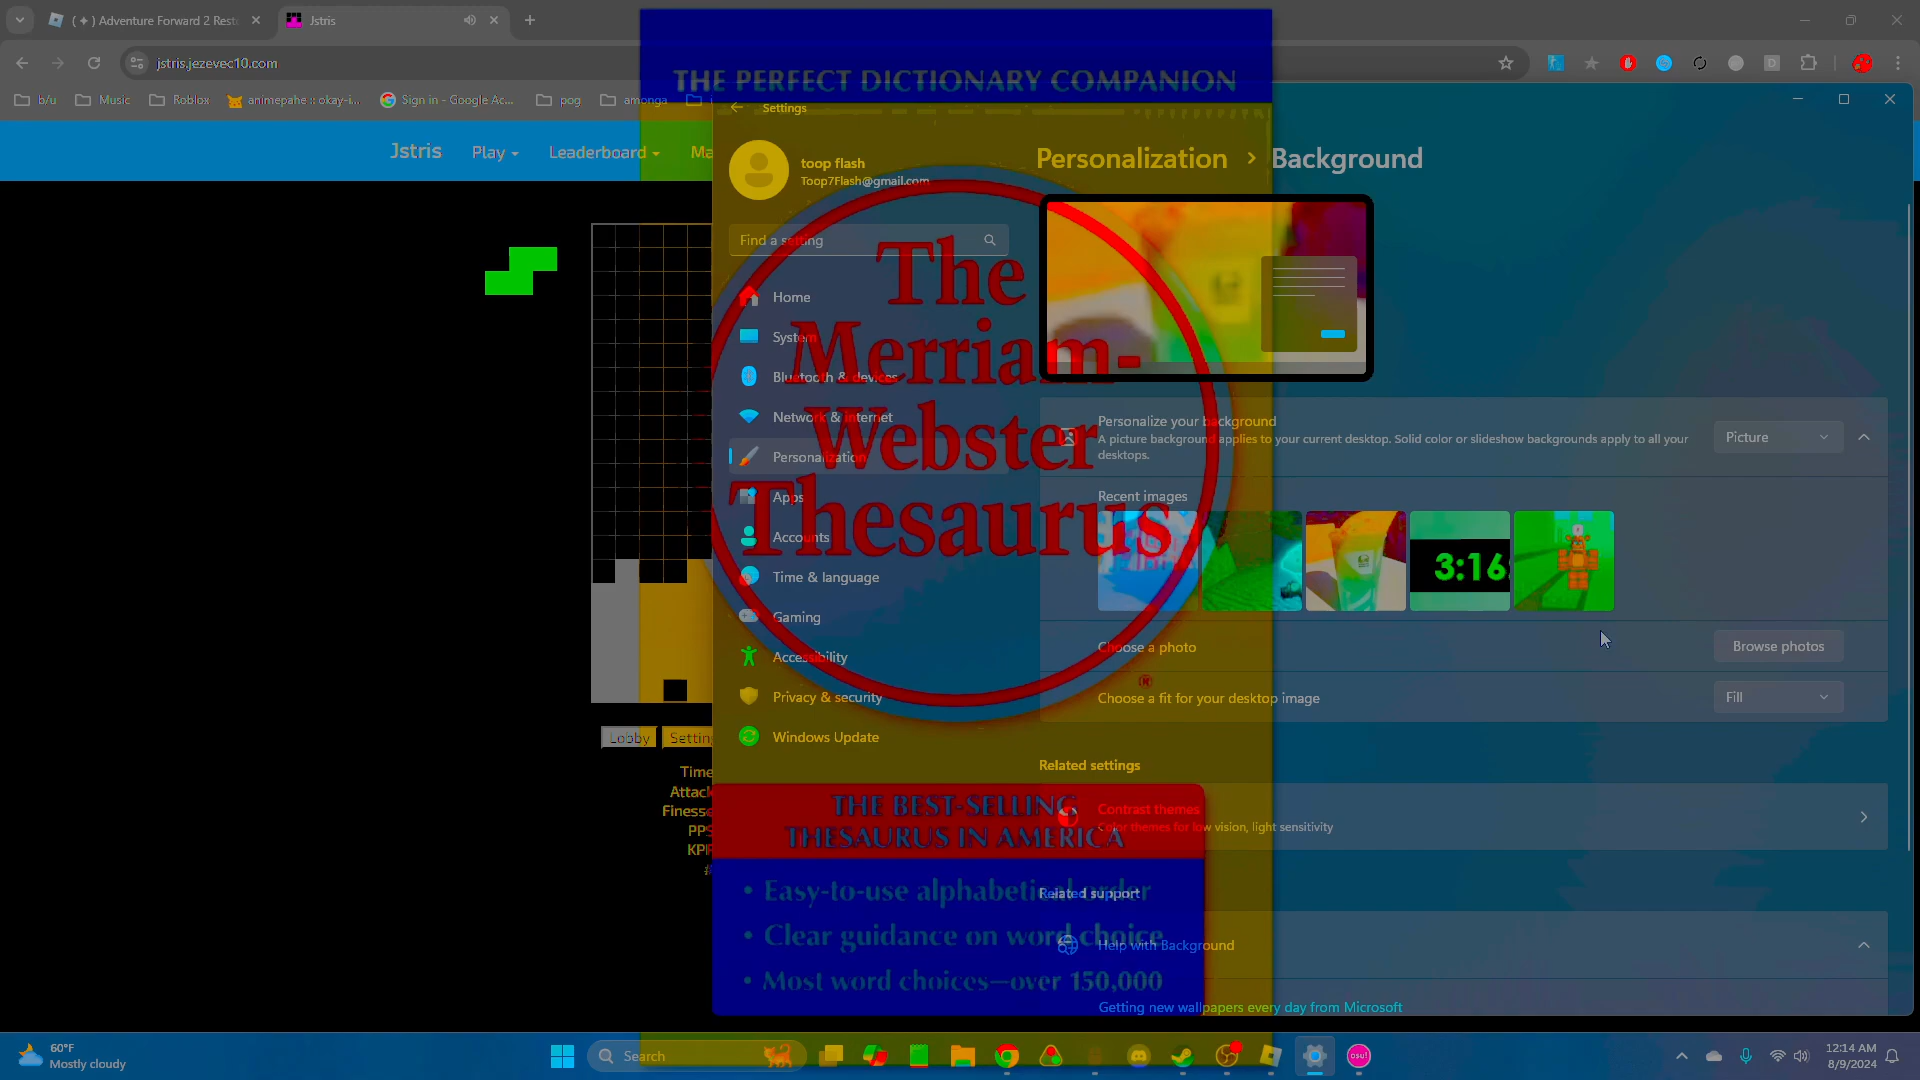 ( ✦ ) Adventure Forward 2 Rest
Jstris
jstris.jezevec10.com
b/u
Music
Roblox
animepahe :: okay-i...
Sign in - Google Ac...
pog
amonga
THE PERFECT DICTIONARY COMPANION
Jstris
Play
Leaderboard
Ma
Settings
toop flash
Toop7Flash@gmail.com
Find a setting
Home
System
Bluetooth & devices
Network & internet
Personalization
Apps
Accounts
Time & language
Gaming
Accessibility
Privacy & security
Windows Update
The
Merriam-
Webster
Thesaurus
Personalization > Background
Personalize your background
A picture background applies to your current desktop. Solid color or slideshow backgrounds apply to all your
desktops.
Picture
Recent images
3:16
Choose a photo
Browse photos
Choose a fit for your desktop image
Fill
Related settings
Contrast themes
Color themes for low vision, light sensitivity
Related support
Help with Background
Getting new wallpapers every day from Microsoft
Lobby
Setting
Time
Attack
Finesse
PPS
KPP
#
THE BEST-SELLING
THESAURUS IN AMERICA
• Easy-to-use alphabetical order
• Clear guidance on word choice
• Most word choices—over 150,000
60°F
Mostly cloudy
Search
osu!
12:14 AM
8/9/2024